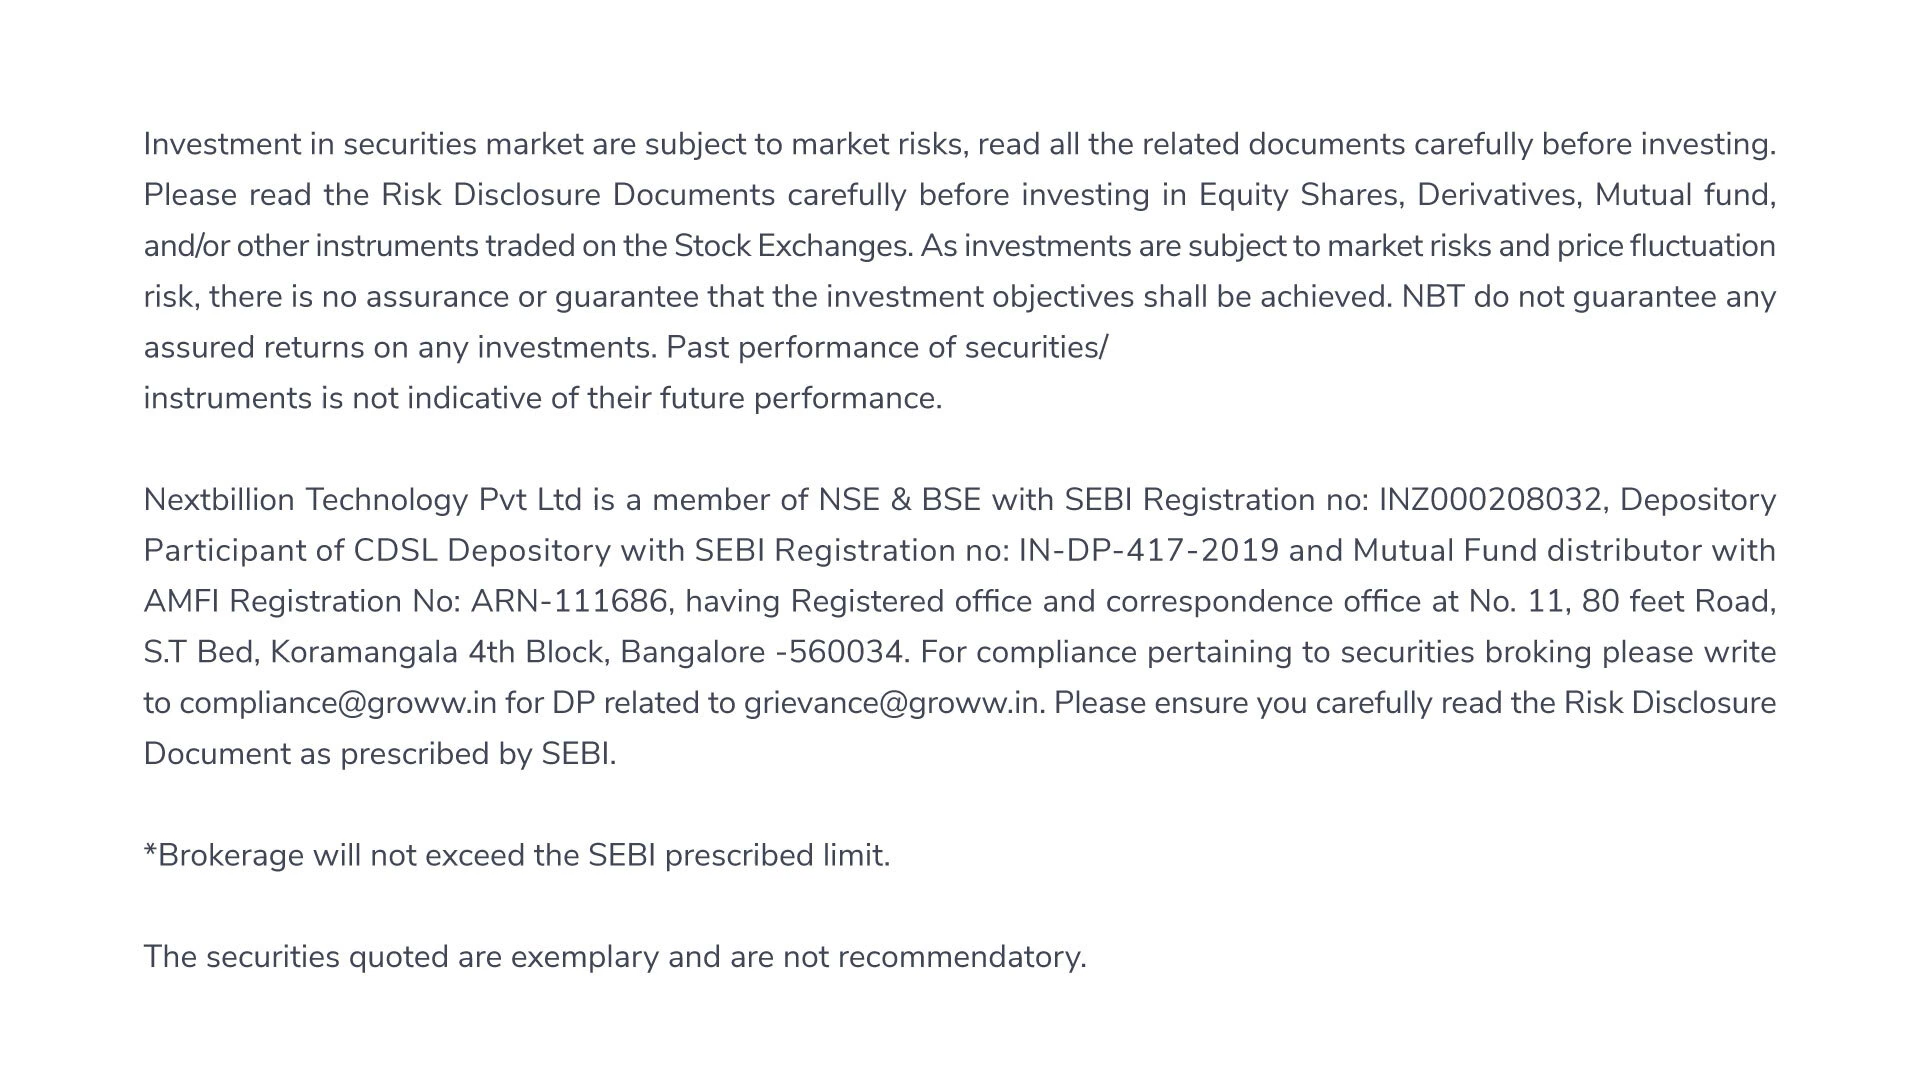 Investment in securities market are subject to market risks, read all the related documents carefully before investing.
Please read the Risk Disclosure Documents carefully before investing in Equity Shares, Derivatives, Mutual fund,
and/or other instruments traded on the Stock Exchanges. As investments are subject to market risks and price fluctuation
risk, there is no assurance or guarantee that the investment objectives shall be achieved. NBT do not guarantee any
assured returns on any investments. Past performance of securities/
instruments is not indicative of their future performance.
Nextbillion Technology Pvt Ltd is a member of NSE & BSE with SEBI Registration no: INZ000208032, Depository
Participant of CDSL Depository with SEBI Registration no: IN-DP-417-2019 and Mutual Fund distributor with
AMFI Registration No: ARN-111686, having Registered office and correspondence office at No. 11, 80 feet Road,
S.T Bed, Koramangala 4th Block, Bangalore -560034. For compliance pertaining to securities broking please write
to compliance@groww.in for DP related to grievance@groww.in. Please ensure you carefully read the Risk Disclosure
Document as prescribed by SEBI.
*Brokerage will not exceed the SEBI prescribed limit.
The securities quoted are exemplary and are not recommendatory.